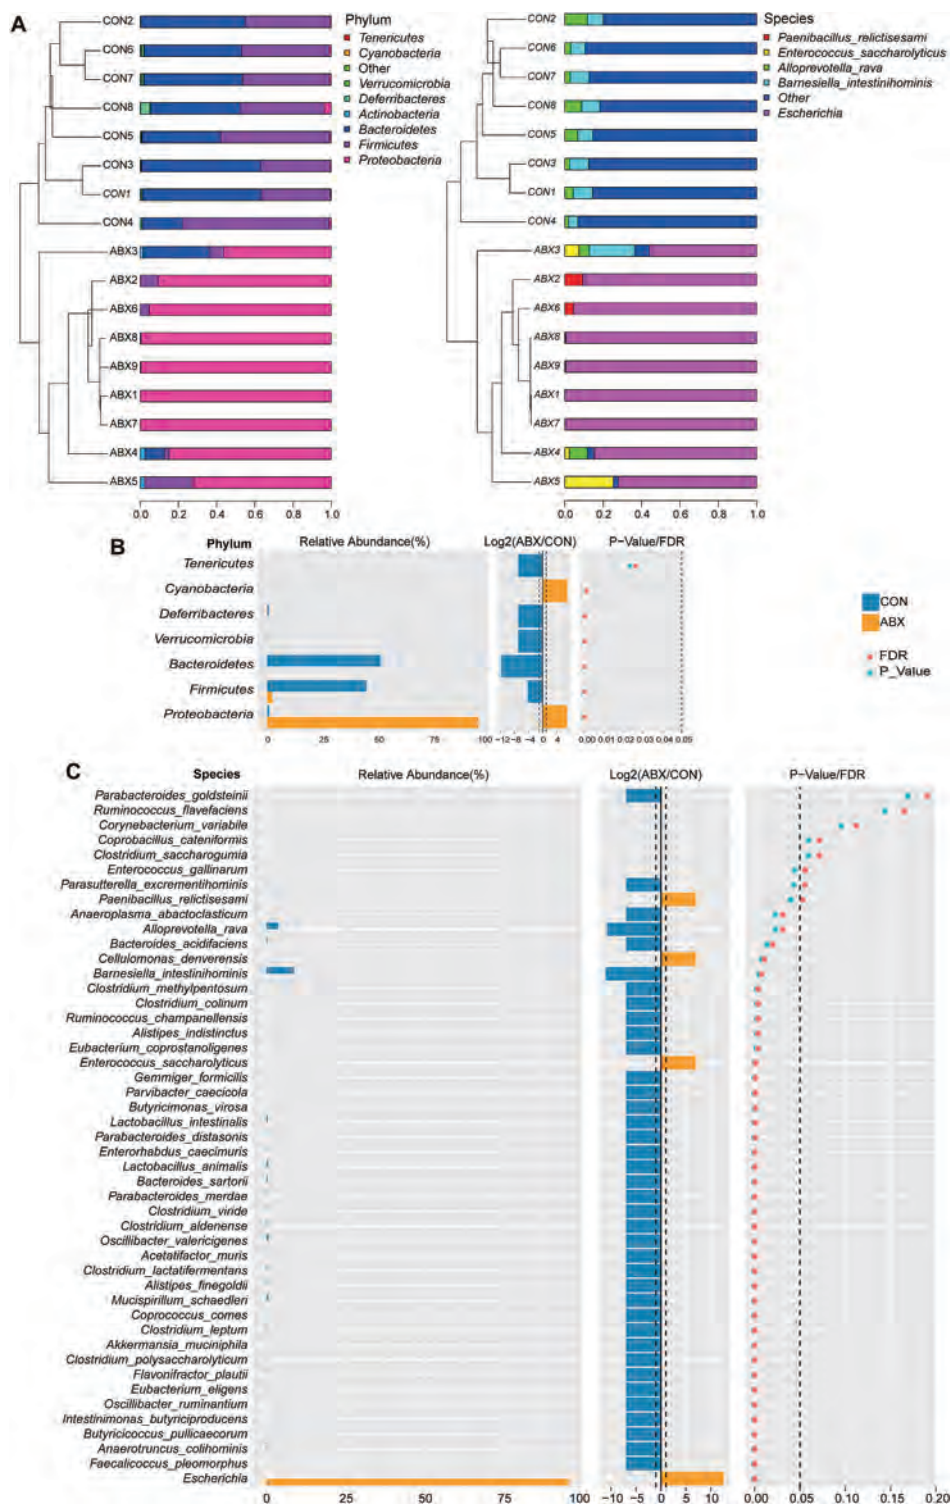 A
CON2
CON6
CON7
CON8
CON5
CON3
CON1
CON4
ABX3
ABX2
ABX6
ABX8
ABX9
ABX1
ABX7
ABX4
ABX5
0.0 0.2 0.4 0.6 0.8 1.0
Phylum
Tenericutes
Cyanobacteria
Other
Verrucomicrobia
Deferribacteres
Actinobacteria
Bacteroidetes
Firmicutes
Proteobacteria
CON2
CON6
CON7
CON8
CON5
CON3
CON1
CON4
ABX3
ABX2
ABX6
ABX8
ABX9
ABX1
ABX7
ABX4
ABX5
0.0 0.2 0.4 0.6 0.8 1.0
Species
Paenibacillus_relictisesami
Enterococcus_saccharolyticus
Alloprevotella_rava
Barnesiella_intestinihominis
Other
Escherichia
B
Phylum Relative Abundance(%) Log2(ABX/CON) P-Value/FDR
Tenericutes
Cyanobacteria
Deferribacteres
Verrucomicrobia
Bacteroidetes
Firmicutes
Proteobacteria
0 25 50 75 100 −12 −8 −4 0 4 0.00 0.01 0.02 0.03 0.04 0.05
CON
ABX
FDR
P_Value
C
Species Relative Abundance(%) Log2(ABX/CON) P-Value/FDR
Parabacteroides_goldsteinii
Ruminococcus_flavefaciens
Corynebacterium_variabile
Coprobacillus_cateniformis
Clostridium_saccharogumia
Enterococcus_gallinarum
Parasutterella_excrementihominis
Paenibacillus_relictisesami
Anaeroplasma_abactoclasticum
Alloprevotella_rava
Bacteroides_acidifaciens
Cellulomonas_denverensis
Barnesiella_intestinihominis
Clostridium_methylpentosum
Clostridium_colinum
Ruminococcus_champanellensis
Alistipes_indistinctus
Eubacterium_coprostanoligenes
Enterococcus_saccharolyticus
Gemmiger_formicilis
Parvibacter_caecicola
Butyricimonas_virosa
Lactobacillus_intestinalis
Parabacteroides_distasonis
Enterorhabdus_caecimuris
Lactobacillus_animalis
Bacteroides_sartorii
Parabacteroides_merdae
Clostridium_viride
Clostridium_aldenense
Oscillibacter_valericigenes
Acetatifactor_muris
Clostridium_lactatifermentans
Alistipes_finegoldii
Mucispirillum_schaedleri
Coprococcus_comes
Clostridium_leptum
Akkermansia_muciniphila
Clostridium_polysaccharolyticum
Flavonifractor_plautii
Eubacterium_eligens
Oscillibacter_ruminantium
Intestinimonas_butyriciproducens
Butyricicoccus_pullicaecorum
Anaerotruncus_colihominis
Faecalicoccus_pleomorphus
Escherichia
0 25 50 75 100 −10 −5 0 5 10 0.00 0.05 0.10 0.15 0.20